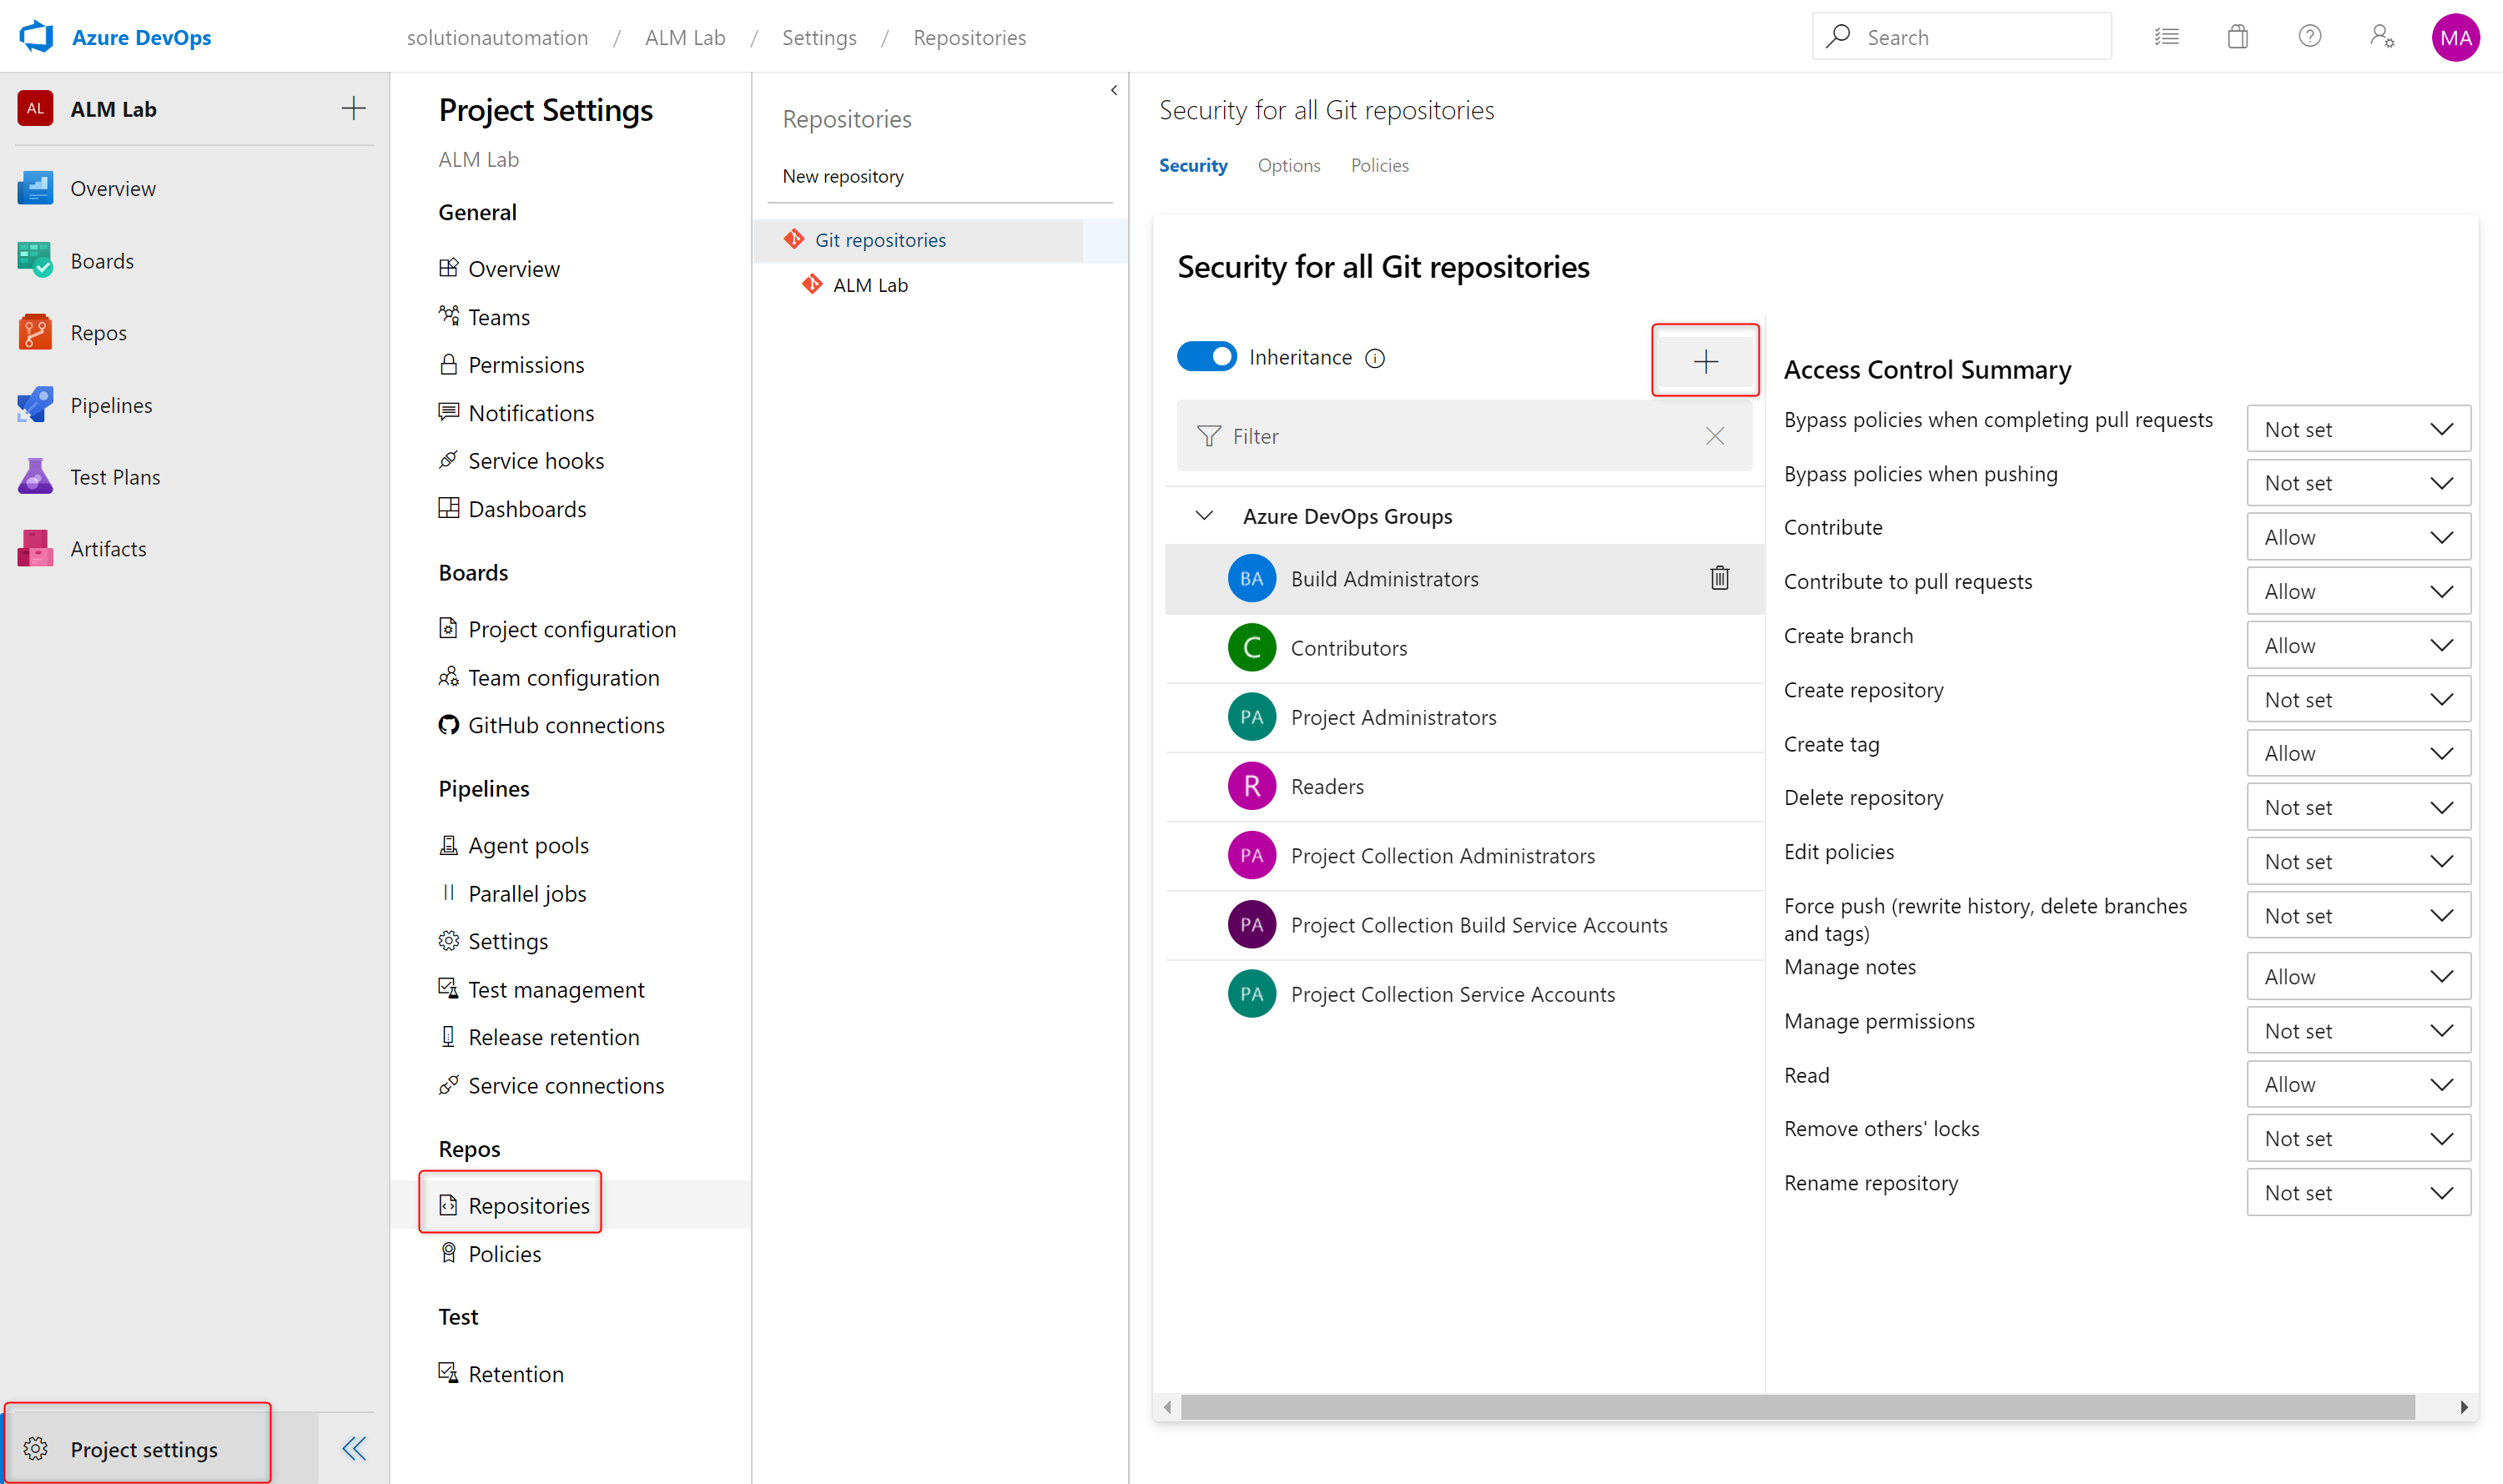 Azure DevOps
solutionautomation / ALM Lab / Settings / Repositories
Search
MA
AL ALM Lab
Overview
Boards
Repos
Pipelines
Test Plans
Artifacts
Project settings
Project Settings
ALM Lab
General
Overview
Teams
Permissions
Notifications
Service hooks
Dashboards
Boards
Project configuration
Team configuration
GitHub connections
Pipelines
Agent pools
Parallel jobs
Settings
Test management
Release retention
Service connections
Repos
Repositories
Policies
Test
Retention
Repositories
New repository
Git repositories
ALM Lab
Security for all Git repositories
Security Options Policies
Security for all Git repositories
Inheritance
Filter
Azure DevOps Groups
BA Build Administrators
C Contributors
PA Project Administrators
R Readers
PA Project Collection Administrators
PA Project Collection Build Service Accounts
PA Project Collection Service Accounts
Access Control Summary
Bypass policies when completing pull requests Not set
Bypass policies when pushing Not set
Contribute Allow
Contribute to pull requests Allow
Create branch Allow
Create repository Not set
Create tag Allow
Delete repository Not set
Edit policies Not set
Force push (rewrite history, delete branches Not set
and tags)
Manage notes Allow
Manage permissions Not set
Read Allow
Remove others' locks Not set
Rename repository Not set